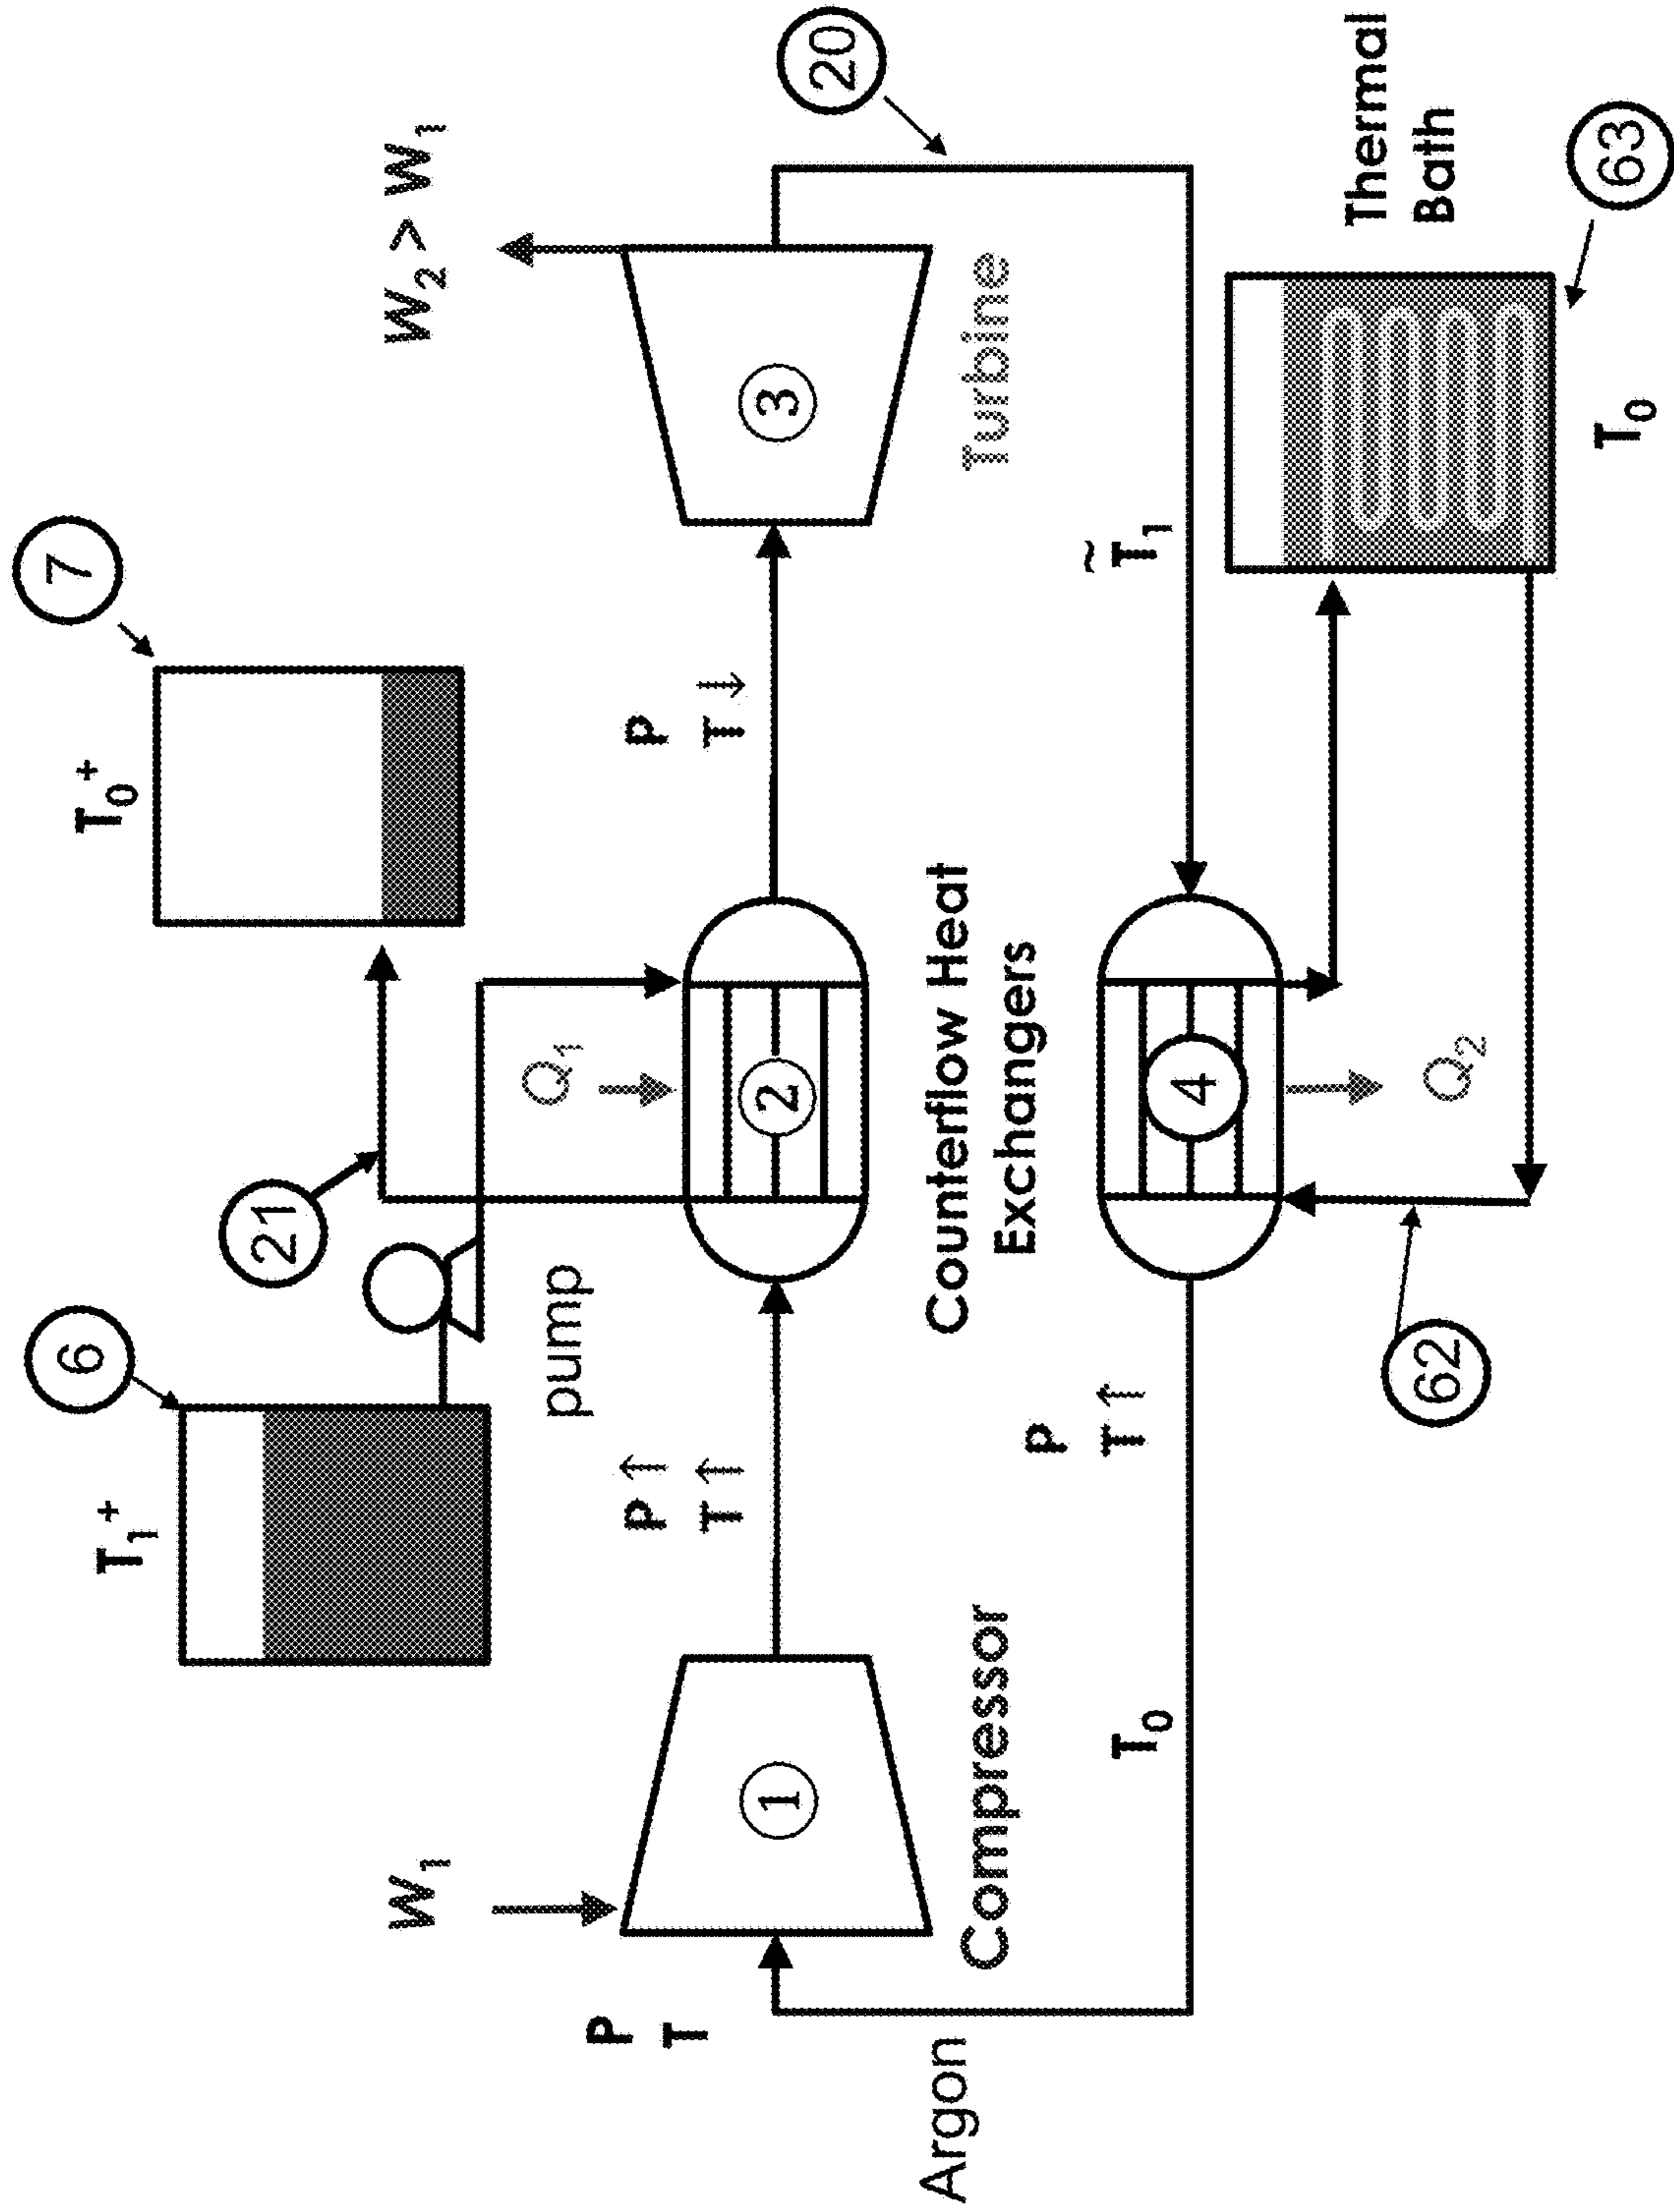 6
T₁⁺
21
7
T₀⁺
W₁
pump
Q₁
W₂ > W₁
20
P
T
1
P ↑
T ↑
2
P
T ↓
3
Argon
Compressor
Counterflow Heat
Exchangers
Turbine
T₀
P
T ↑
4
T̃₁
62
Q₂
Thermal
Bath
T₀
63